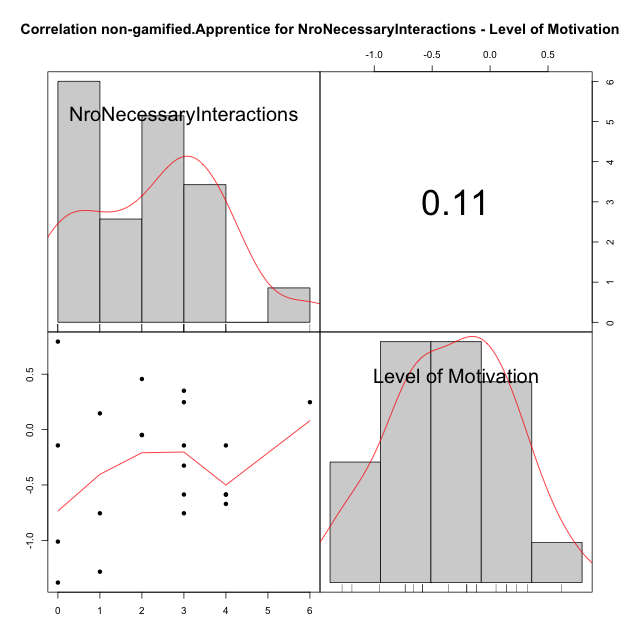 Correlation non-gamified.Apprentice for NroNecessaryInteractions - Level of Motivation
-1.0 -0.5 0.0 0.5
NroNecessaryInteractions
0.11
6
5
4
3
2
1
0
0.5
0.0
-0.5
-1.0
Level of Motivation
0 1 2 3 4 5 6